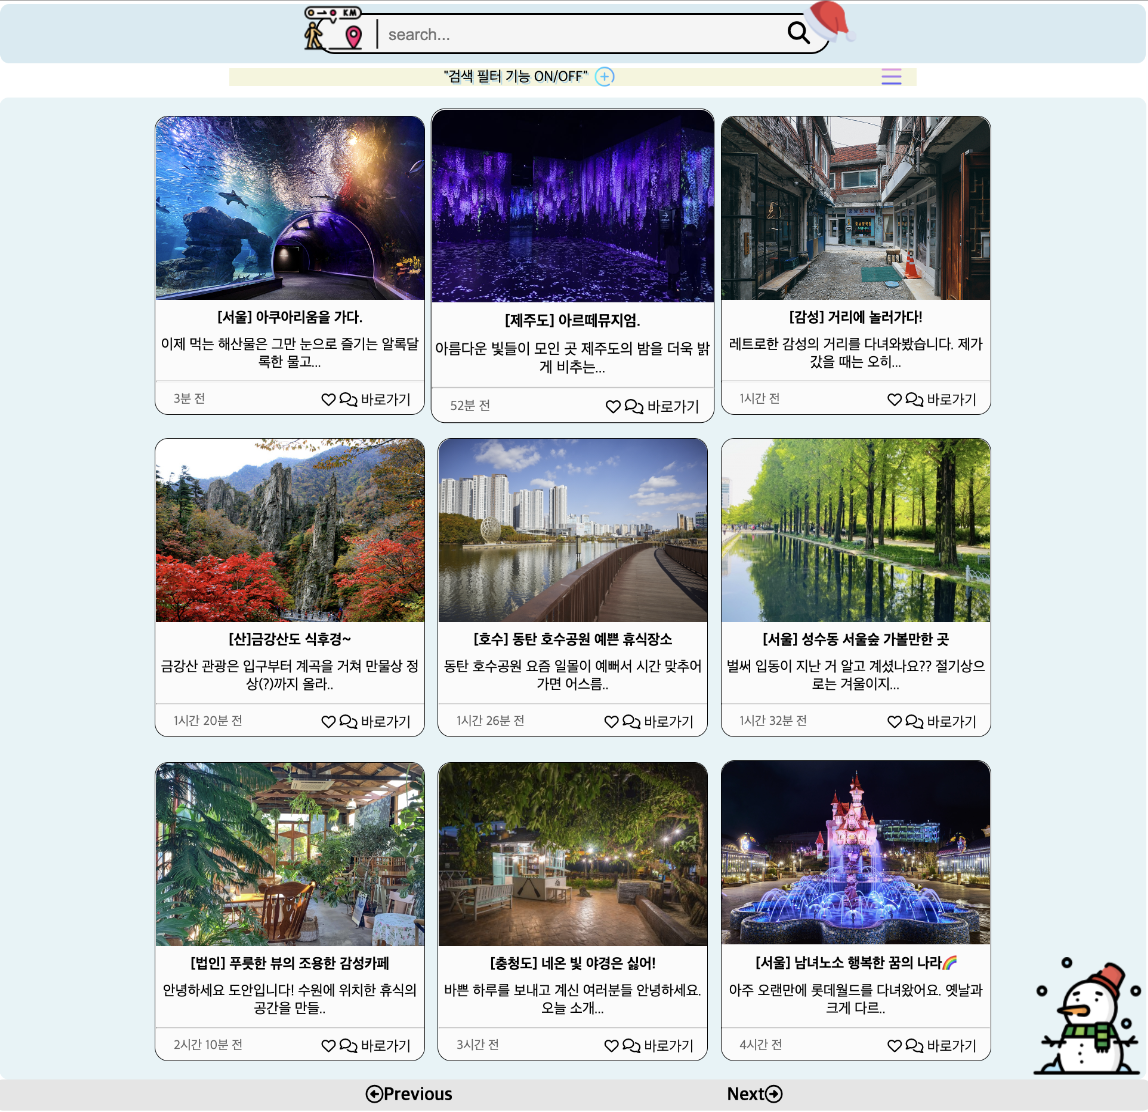 KM
search...
"검색 필터 기능 ON/OFF"
[서울] 아쿠아리움을 가다.
이제 먹는 해산물은 그만 눈으로 즐기는 알록달
록한 물고...
3분 전
바로가기
[제주도] 아르떼뮤지엄.
아름다운 빛들이 모인 곳 제주도의 밤을 더욱 밝
게 비추는...
52분 전
바로가기
[감성] 거리에 놀러가다!
레트로한 감성의 거리를 다녀와봤습니다. 제가
갔을 때는 오히...
1시간 전
바로가기
[산]금강산도 식후경~
금강산 관광은 입구부터 계곡을 거쳐 만물상 정
상(?)까지 올라..
1시간 20분 전
바로가기
[호수] 동탄 호수공원 예쁜 휴식장소
동탄 호수공원 요즘 일몰이 예뻐서 시간 맞추어
가면 어스름..
1시간 26분 전
바로가기
[서울] 성수동 서울숲 가볼만한 곳
벌써 입동이 지난 거 알고 계셨나요?? 절기상으
로는 겨울이지...
1시간 32분 전
바로가기
[법인] 푸릇한 뷰의 조용한 감성카페
안녕하세요 도안입니다! 수원에 위치한 휴식의
공간을 만들..
2시간 10분 전
바로가기
[충청도] 네온 빛 야경은 싫어!
바쁜 하루를 보내고 계신 여러분들 안녕하세요.
오늘 소개...
3시간 전
바로가기
[서울] 남녀노소 행복한 꿈의 나라🌈
아주 오랜만에 롯데월드를 다녀왔어요. 옛날과
크게 다르..
4시간 전
바로가기
Previous
Next